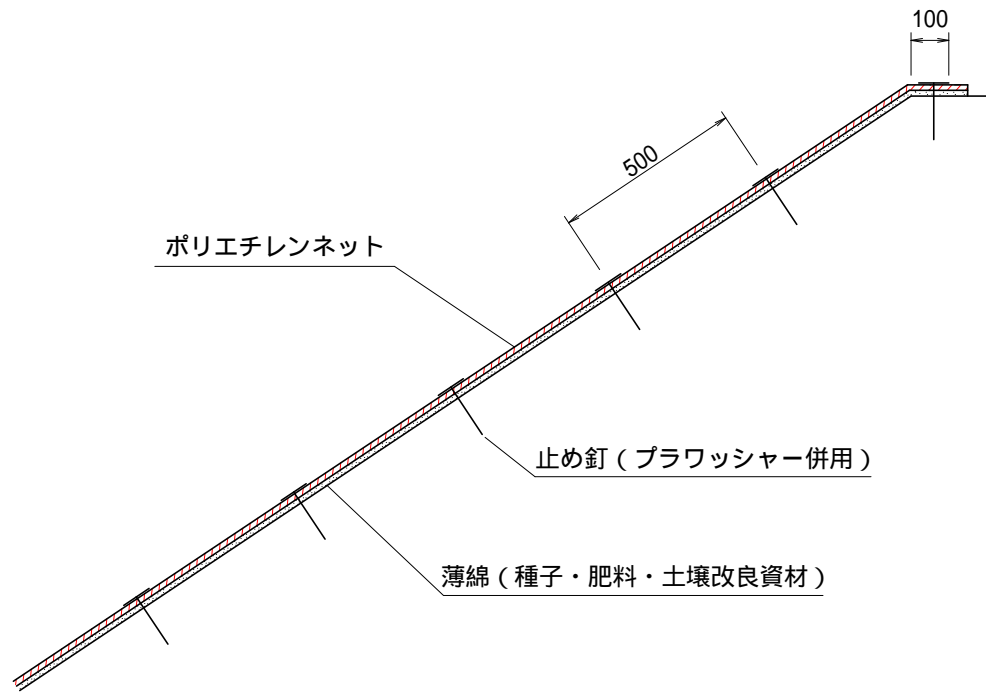 100
500
ポリエチレンネット
止め釘（プラワッシャー併用）
薄綿（種子・肥料・土壌改良資材）